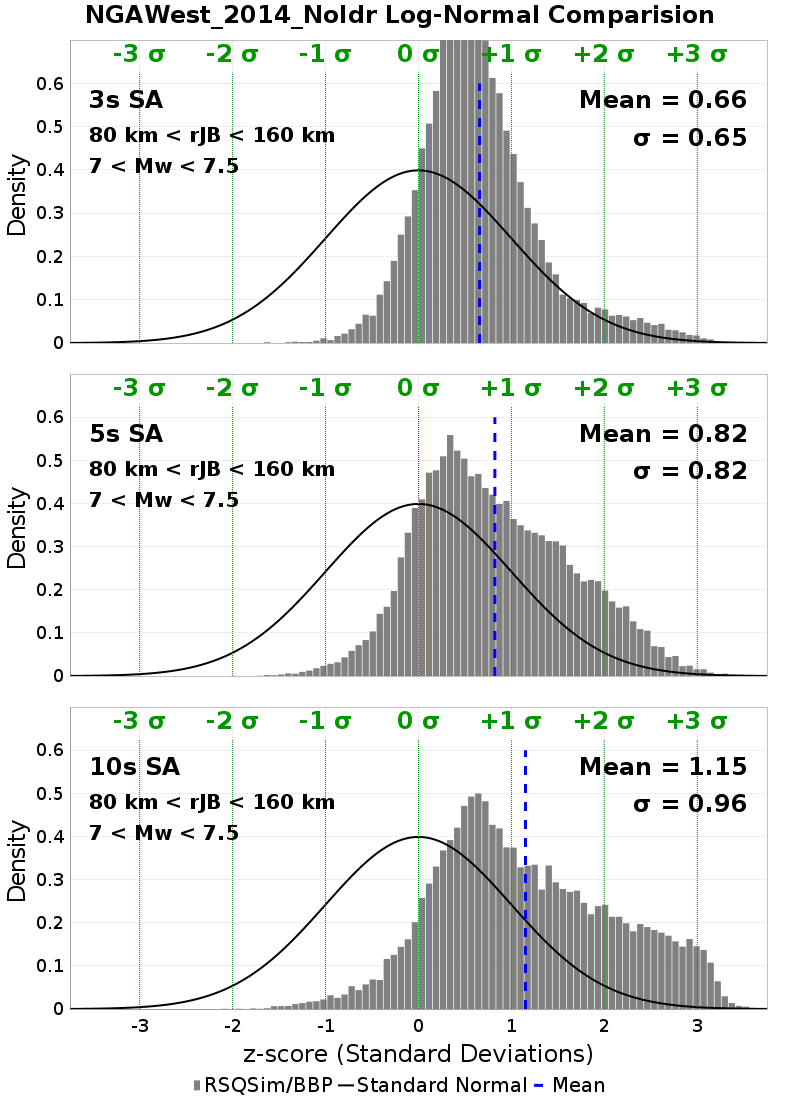 NGAWest_2014_NoIdr Log-Normal Comparision
-3 σ -2 σ -1 σ 0 σ +1 σ +2 σ +3 σ
3s SA
80 km < rJB < 160 km
7 < Mw < 7.5
Mean = 0.66
σ = 0.65
0.6
0.5
0.4
0.3
0.2
0.1
0
Density
-3 σ -2 σ -1 σ 0 σ +1 σ +2 σ +3 σ
5s SA
80 km < rJB < 160 km
7 < Mw < 7.5
Mean = 0.82
σ = 0.82
0.6
0.5
0.4
0.3
0.2
0.1
0
Density
-3 σ -2 σ -1 σ 0 σ +1 σ +2 σ +3 σ
10s SA
80 km < rJB < 160 km
7 < Mw < 7.5
Mean = 1.15
σ = 0.96
0.6
0.5
0.4
0.3
0.2
0.1
0
Density
-3 -2 -1 0 1 2 3
z-score (Standard Deviations)
RSQSim/BBP Standard Normal Mean